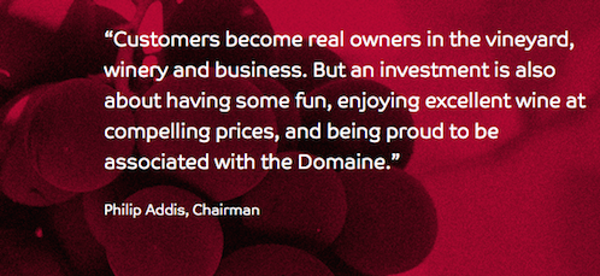 “Customers become real owners in the vineyard,
winery and business. But an investment is also
about having some fun, enjoying excellent wine at
compelling prices, and being proud to be
associated with the Domaine.”
Philip Addis, Chairman